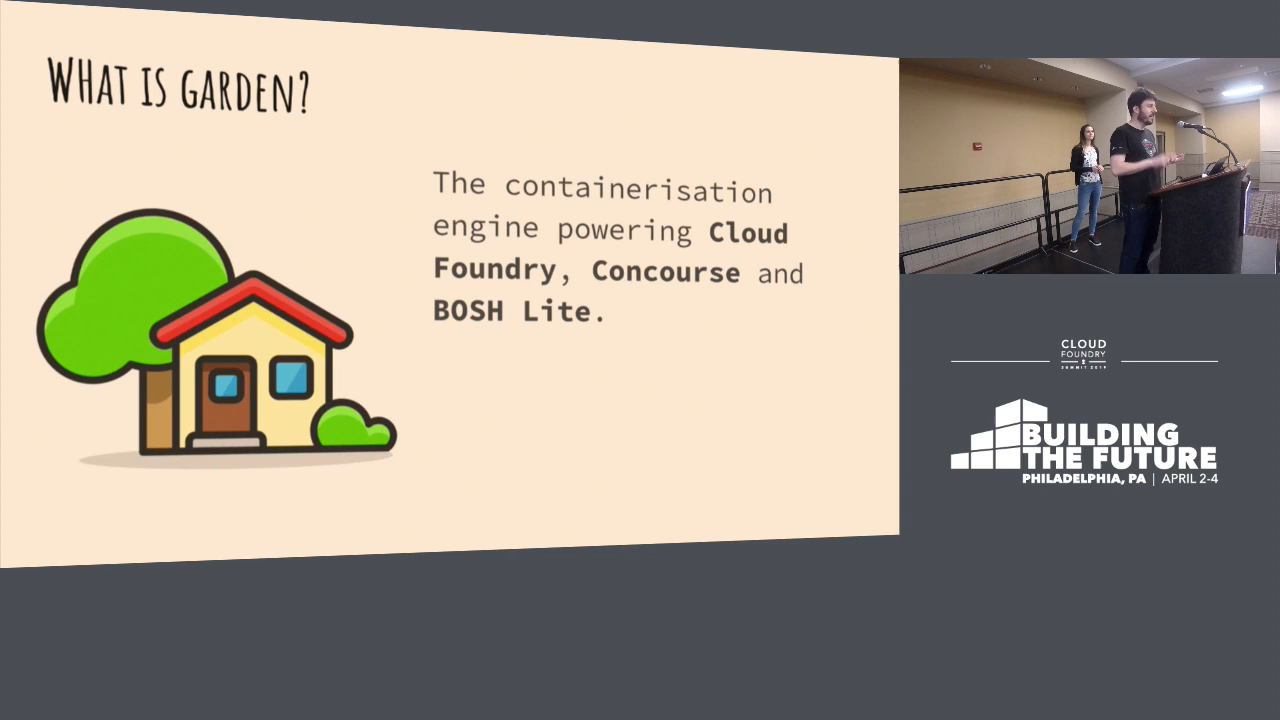 WHAT IS GARDEN?
The containerisation
engine powering Cloud
Foundry, Concourse and
BOSH Lite.
CLOUD
FOUNDRY
SUMMIT 2019
BUILDING
THE FUTURE
PHILADELPHIA, PA | APRIL 2-4